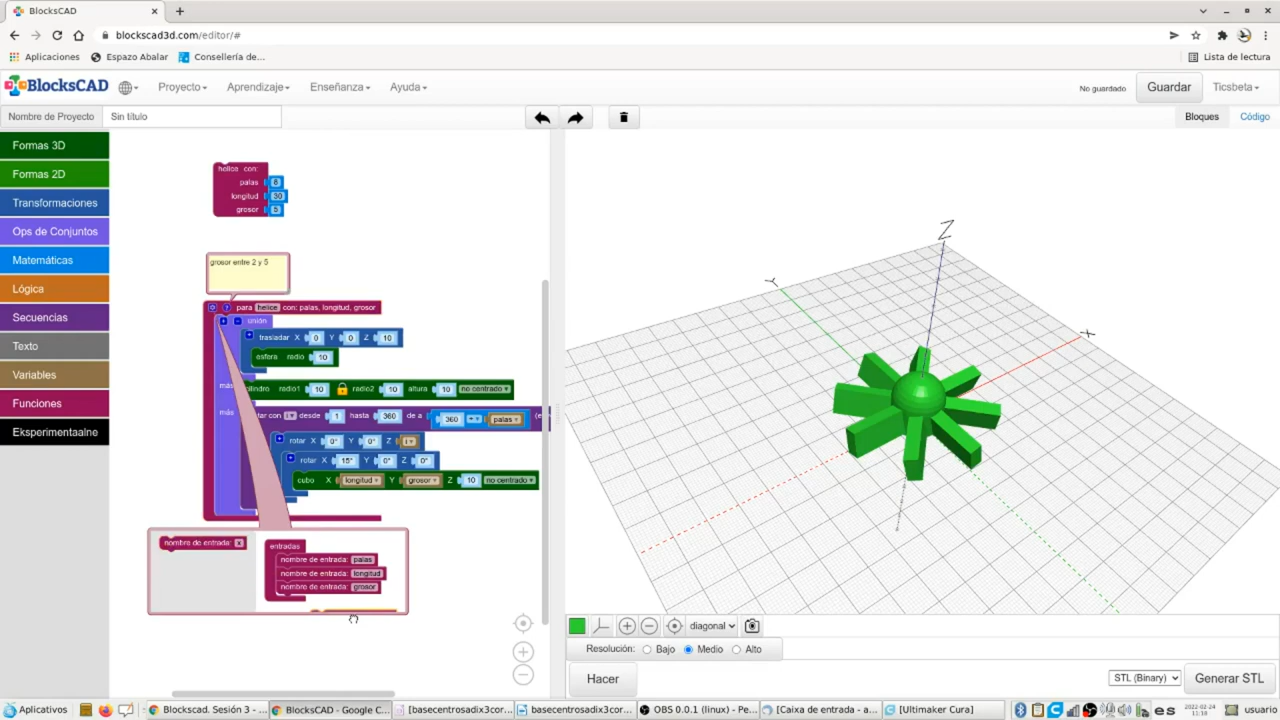 BlocksCAD
blockscad3d.com/editor/#
Aplicaciones Espazo Abalar Consellería de... Lista de lectura
BlocksCAD Proyecto Aprendizaje Enseñanza Ayuda No guardado Guardar Ticsbeta
Nombre de Proyecto Sin título Bloques Código
Formas 3D
Formas 2D
Transformaciones
Ops de Conjuntos
Matemáticas
Lógica
Secuencias
Texto
Variables
Funciones
Eksperimentaalne
helice con:
palas 8
longitud 30
grosor 5
grosor entre 2 y 5
para helice con: palas, longitud, grosor
unión
trasladar X 0 Y 0 Z 10
esfera radio 10
más cilindro radio1 10 radio2 10 altura 10 no centrado
más desde 1 hasta 360 de a 360 ÷ palas
rotar X 0° Y 0° Z i
rotar X 15° Y 0° Z 0°
cubo X longitud Y grosor Z 10 no centrado
nombre de entrada: x
entradas
nombre de entrada: palas
nombre de entrada: longitud
nombre de entrada: grosor
Z
Y
X
diagonal
Resolución: Bajo Medio Alto
Hacer STL (Binary) Generar STL
Aplicativos Blockscad. Sesión 3 - ... BlocksCAD - Google C... [basecentrosadix3cor... basecentrosadix3cor... OBS 0.0.1 (linux) - Pe... [Caixa de entrada - a... [Ultimaker Cura] es 2022-02-24 usuario